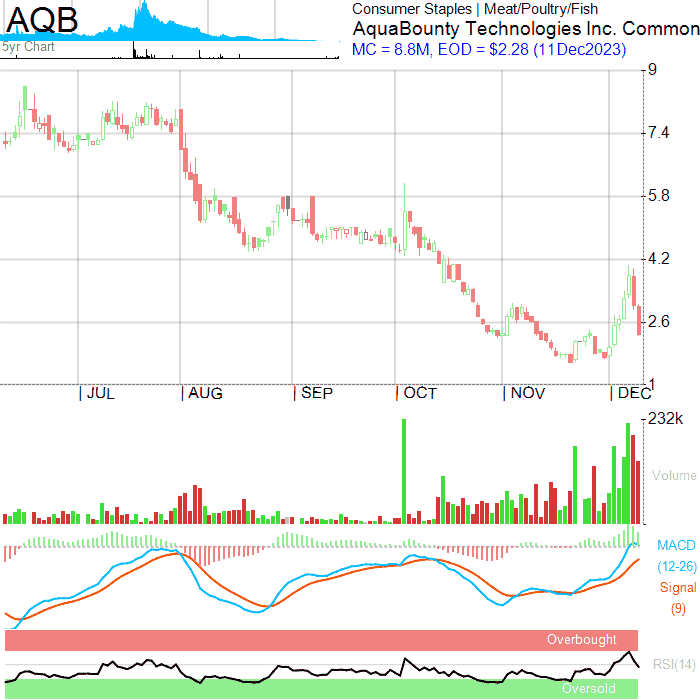 AQB
5yr Chart
Consumer Staples | Meat/Poultry/Fish
AquaBounty Technologies Inc. Common
MC = 8.8M, EOD = $2.28 (11Dec2023)
9
7.4
5.8
4.2
2.6
1
| JUL | AUG | SEP | OCT | NOV | DEC
232k
Volume
MACD
(12-26)
Signal
(9)
Overbought
RSI(14)
Oversold